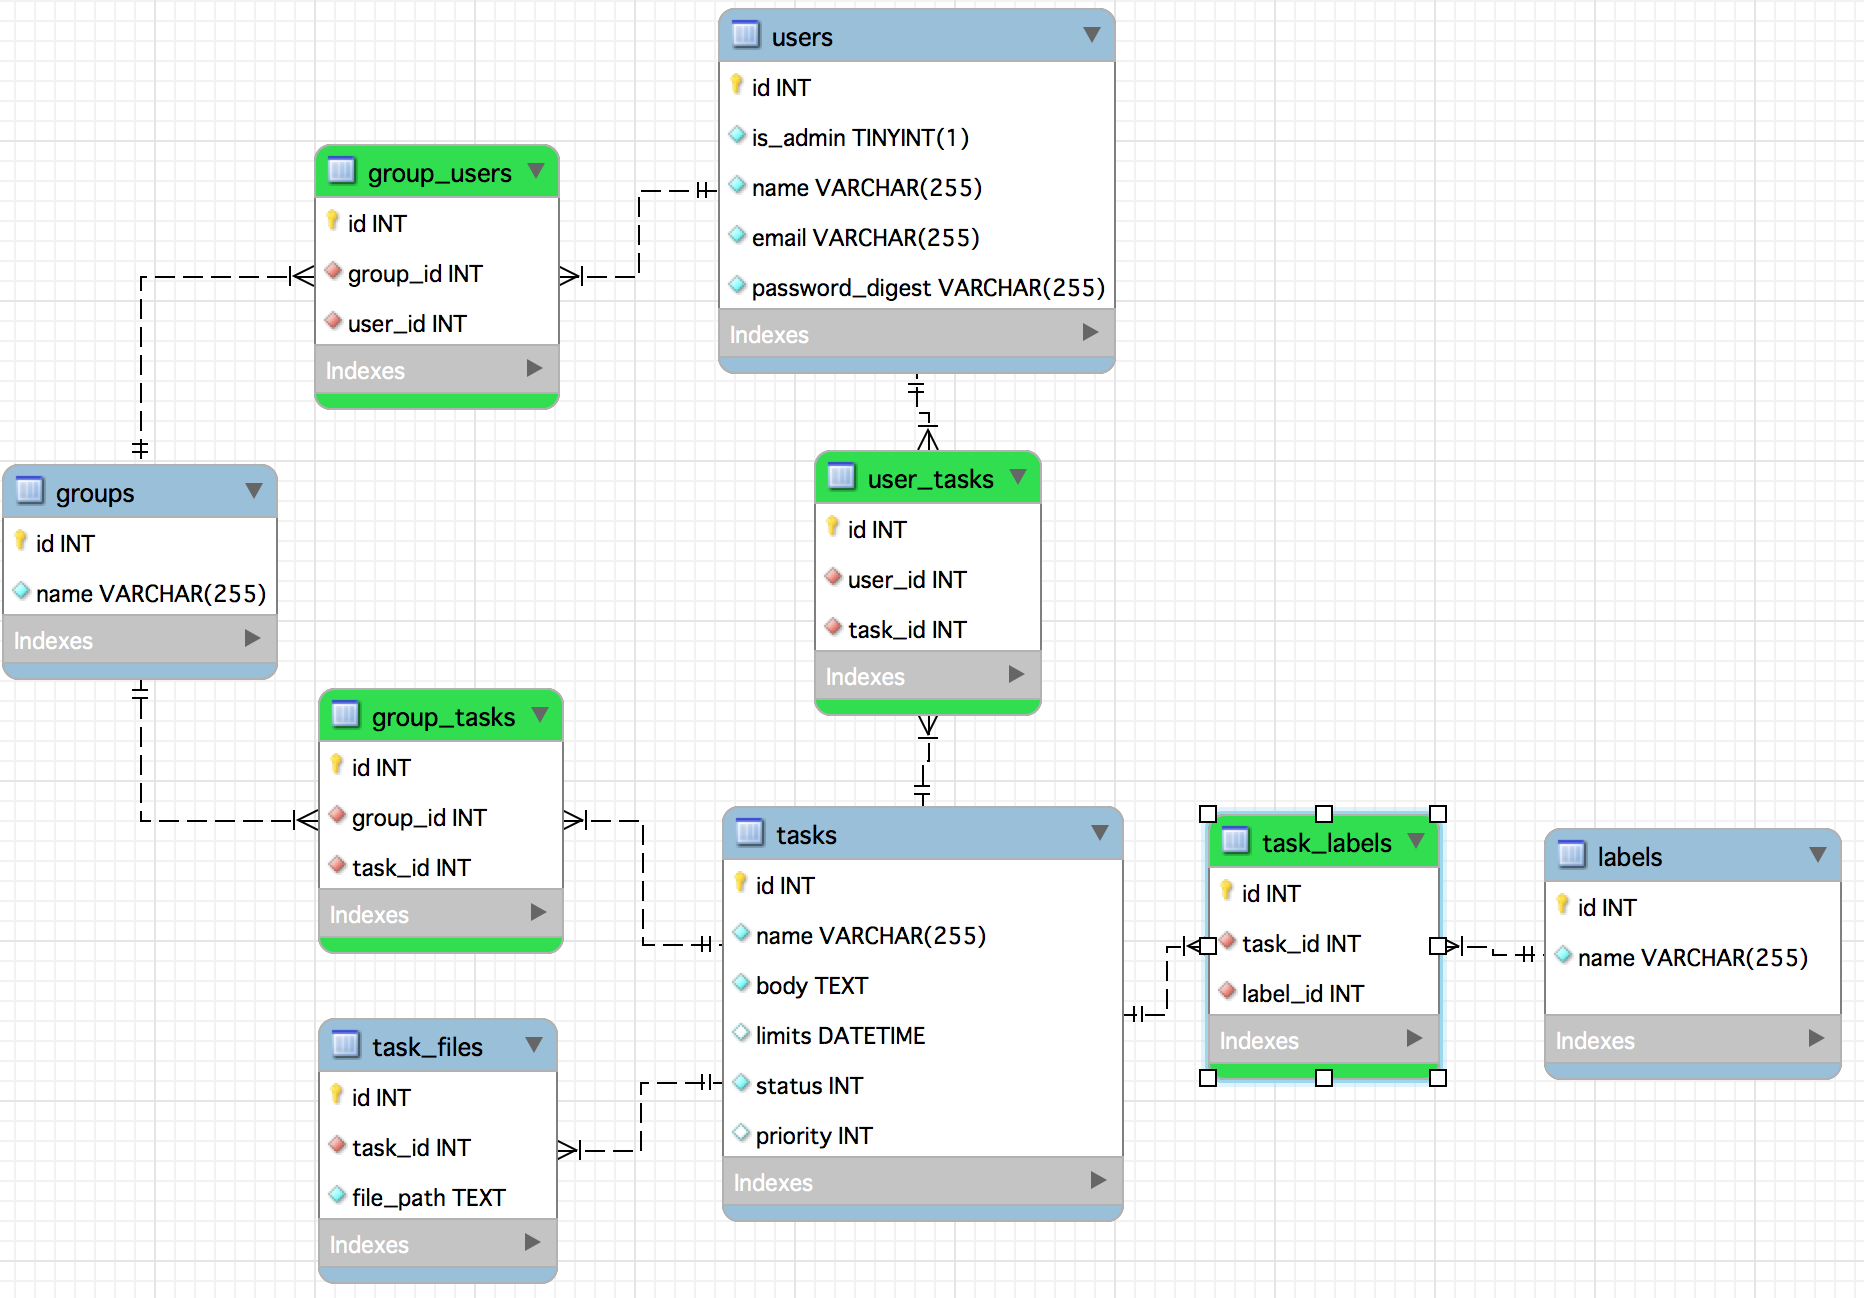 users
id INT
is_admin TINYINT(1)
name VARCHAR(255)
email VARCHAR(255)
password_digest VARCHAR(255)
Indexes
group_users
id INT
group_id INT
user_id INT
Indexes
groups
id INT
name VARCHAR(255)
Indexes
user_tasks
id INT
user_id INT
task_id INT
Indexes
group_tasks
id INT
group_id INT
task_id INT
Indexes
tasks
id INT
name VARCHAR(255)
body TEXT
limits DATETIME
status INT
priority INT
Indexes
task_labels
id INT
task_id INT
label_id INT
Indexes
labels
id INT
name VARCHAR(255)
Indexes
task_files
id INT
task_id INT
file_path TEXT
Indexes